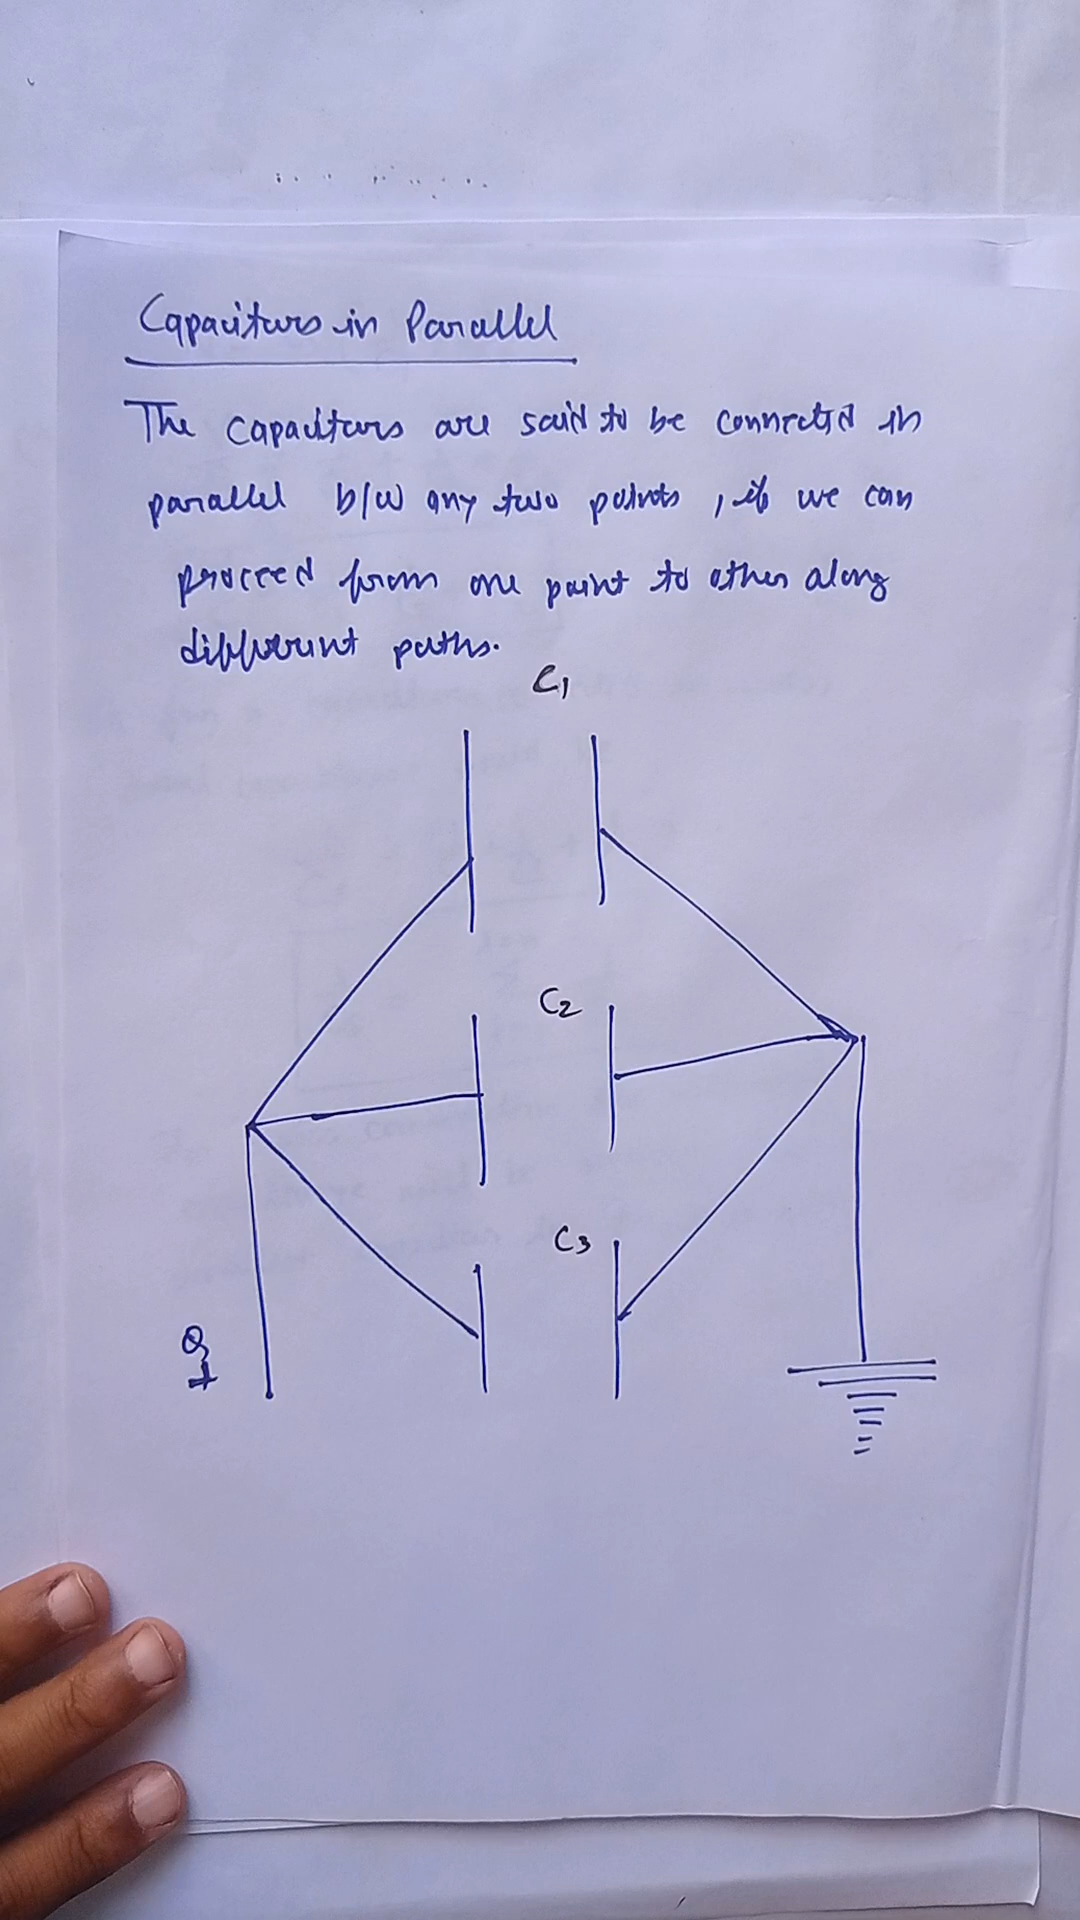 Capacitors in Parallel
The capacitors are said to be connected in
parallel b/w any two points, if we can
proceed from one point to other along
different paths.
C1
C2
C3
Q
+